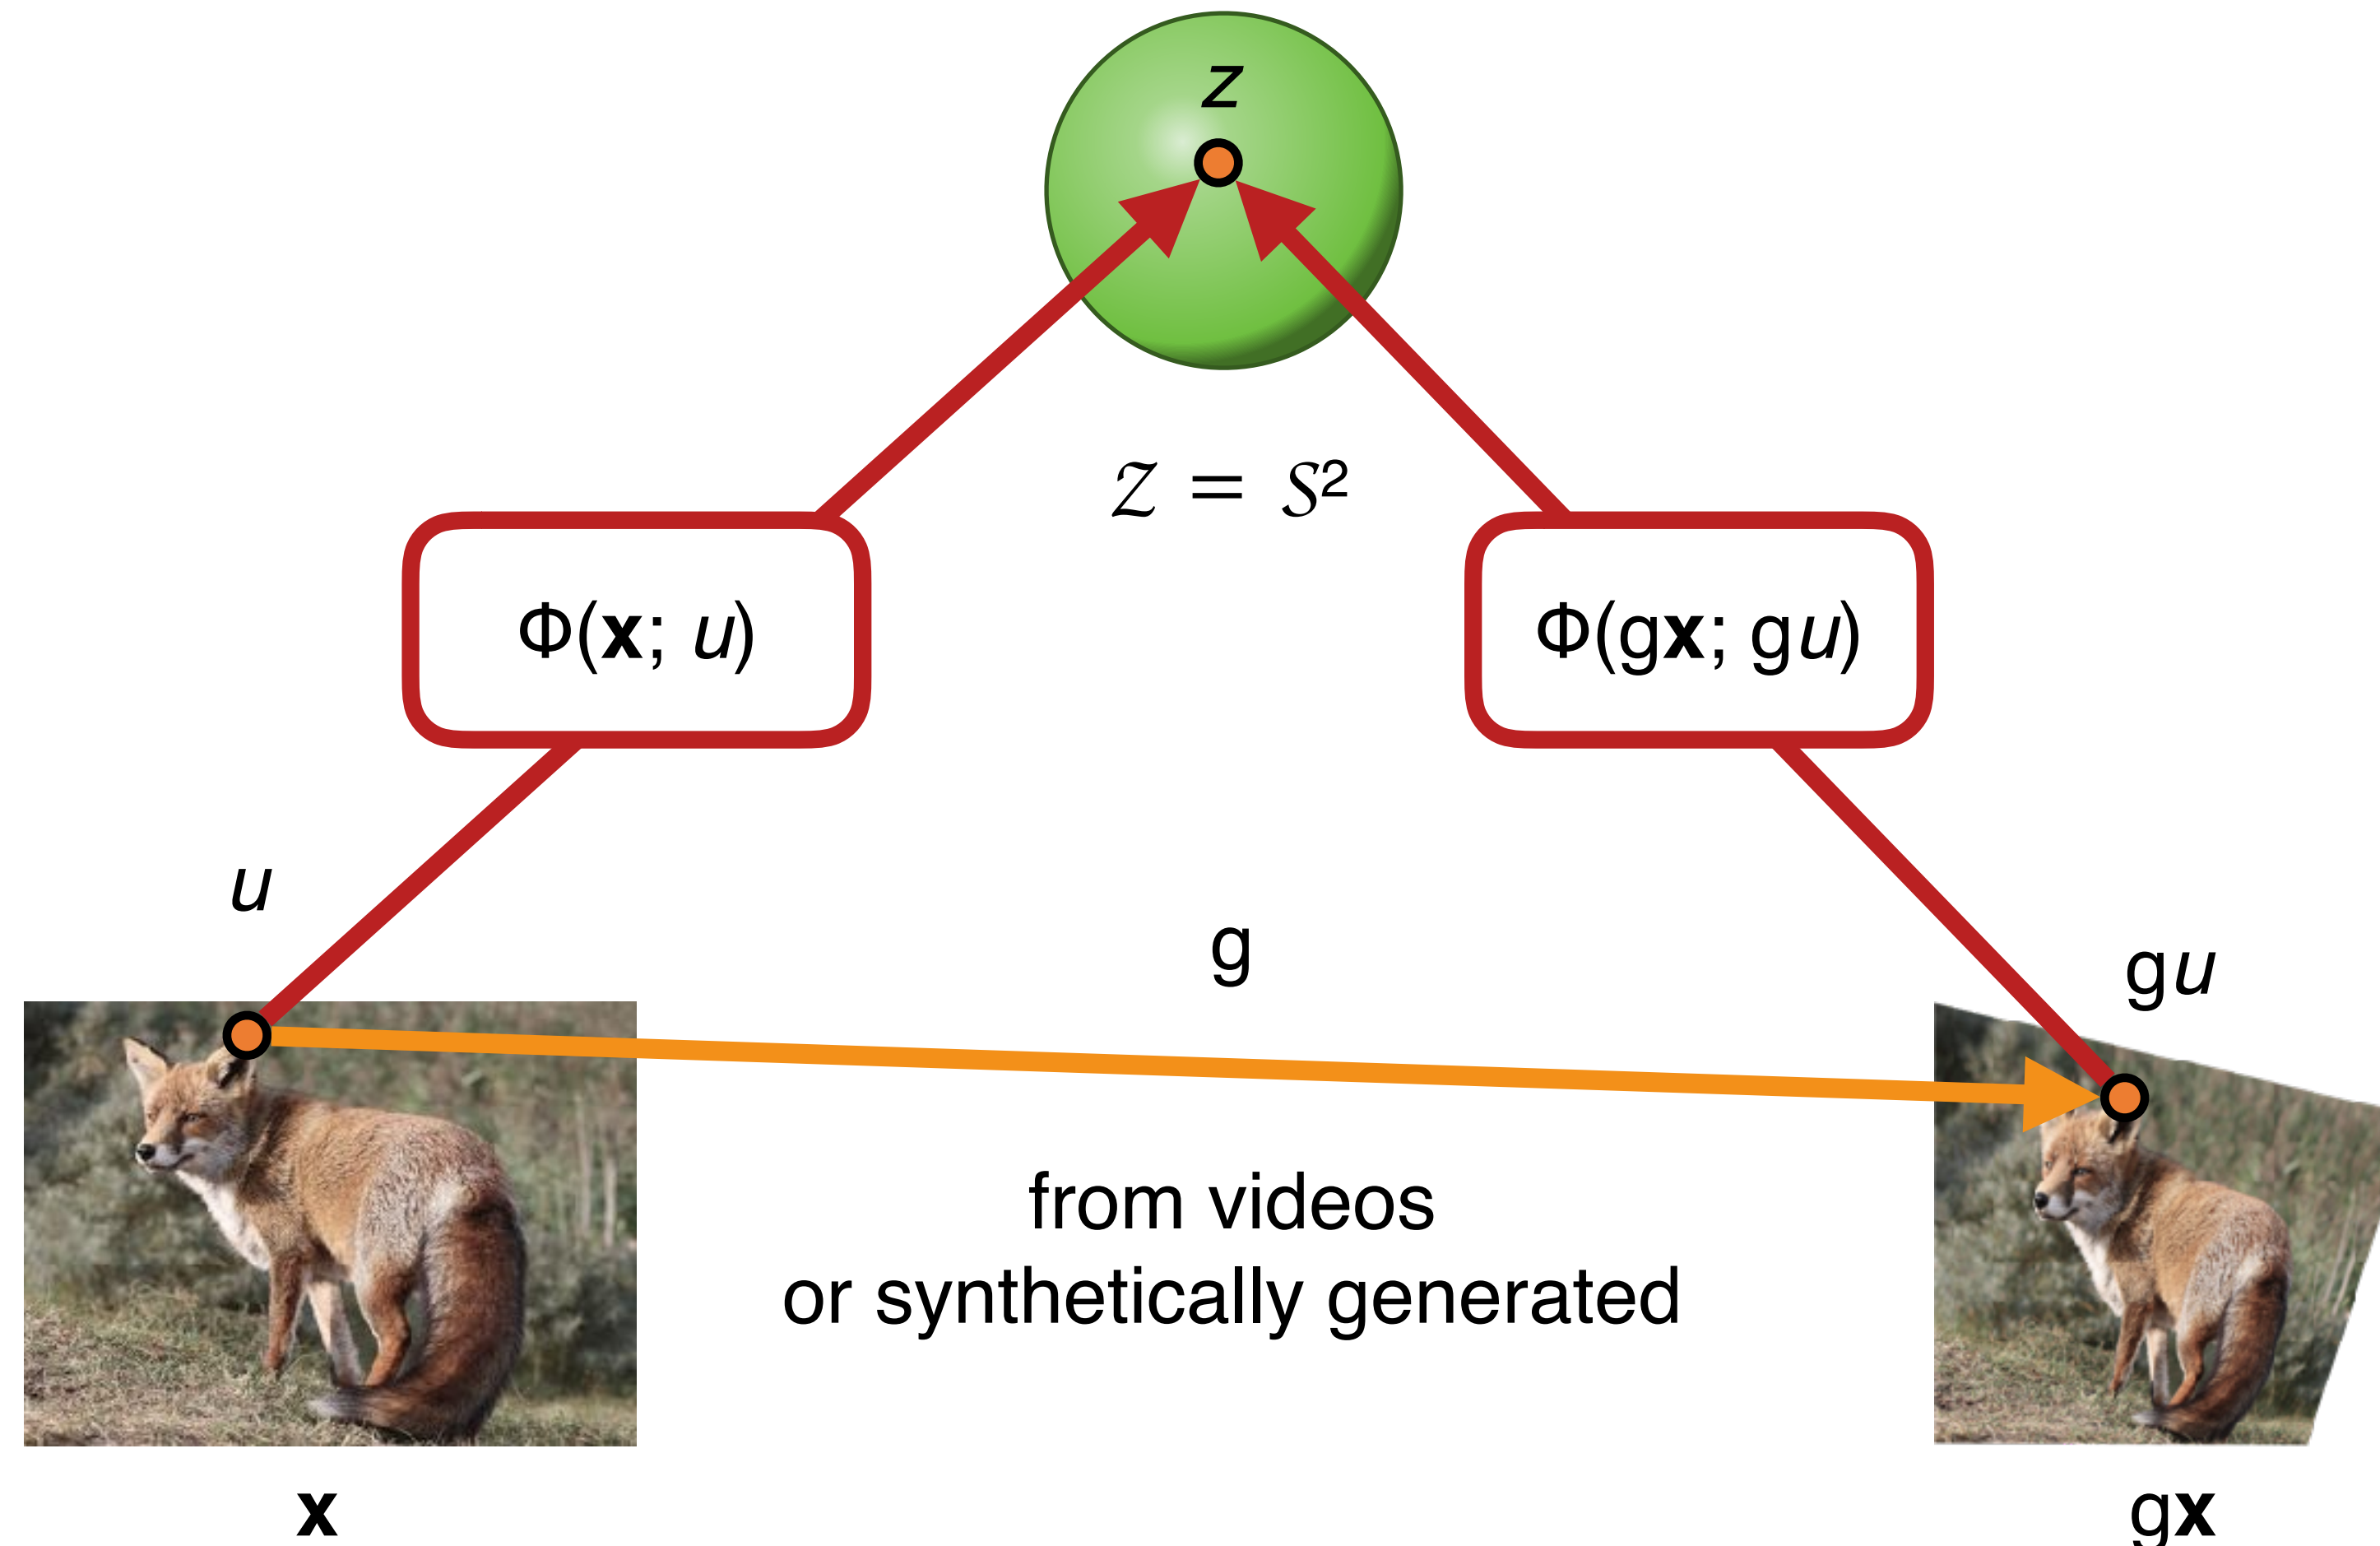 z
𝒵 = 𝒮²
Φ(x; u)
Φ(gx; gu)
u
g
gu
from videos
or synthetically generated
x
gx